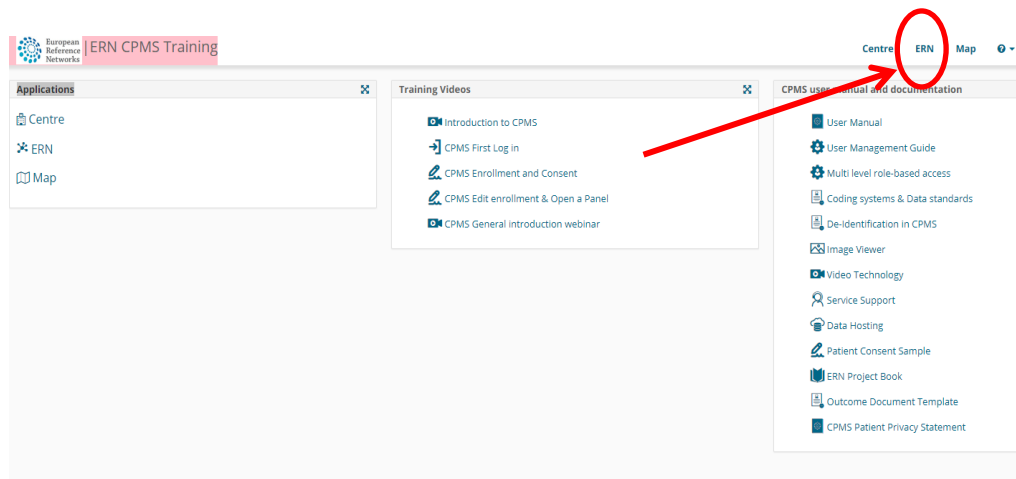 European
Reference
Networks
|ERN CPMS Training
Centre ERN Map
Applications
Centre
ERN
Map
Training Videos
Introduction to CPMS
CPMS First Log in
CPMS Enrollment and Consent
CPMS Edit enrollment & Open a Panel
CPMS General introduction webinar
CPMS user manual and documentation
User Manual
User Management Guide
Multi level role-based access
Coding systems & Data standards
De-Identification in CPMS
Image Viewer
Video Technology
Service Support
Data Hosting
Patient Consent Sample
ERN Project Book
Outcome Document Template
CPMS Patient Privacy Statement